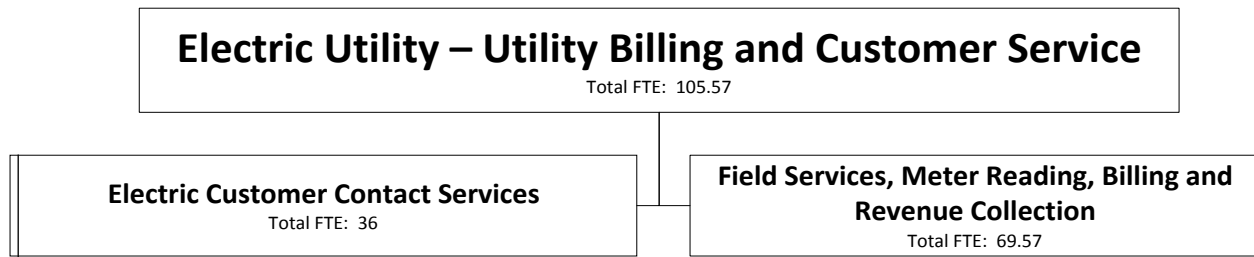 Electric Utility – Utility Billing and Customer Service
Total FTE:  105.57
Electric Customer Contact Services
Total FTE:  36
Field Services, Meter Reading, Billing and
Revenue Collection
Total FTE:  69.57